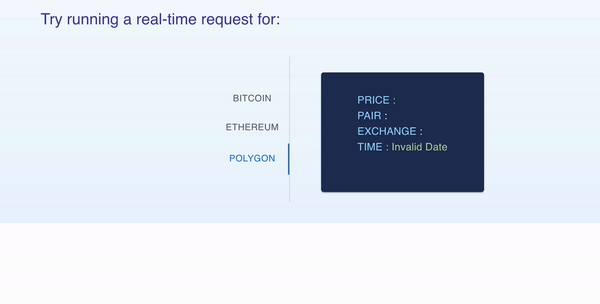 Try running a real-time request for:
BITCOIN
ETHEREUM
POLYGON
PRICE :
PAIR :
EXCHANGE :
TIME : Invalid Date